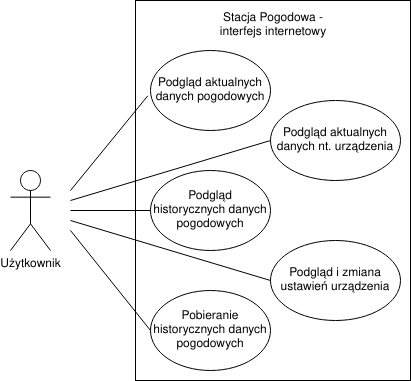 Stacja Pogodowa -
interfejs internetowy
Podgląd aktualnych
danych pogodowych
Podgląd aktualnych
danych nt. urządzenia
Podgląd
historycznych danych
pogodowych
Użytkownik
Podgląd i zmiana
ustawień urządzenia
Pobieranie
historycznych danych
pogodowych